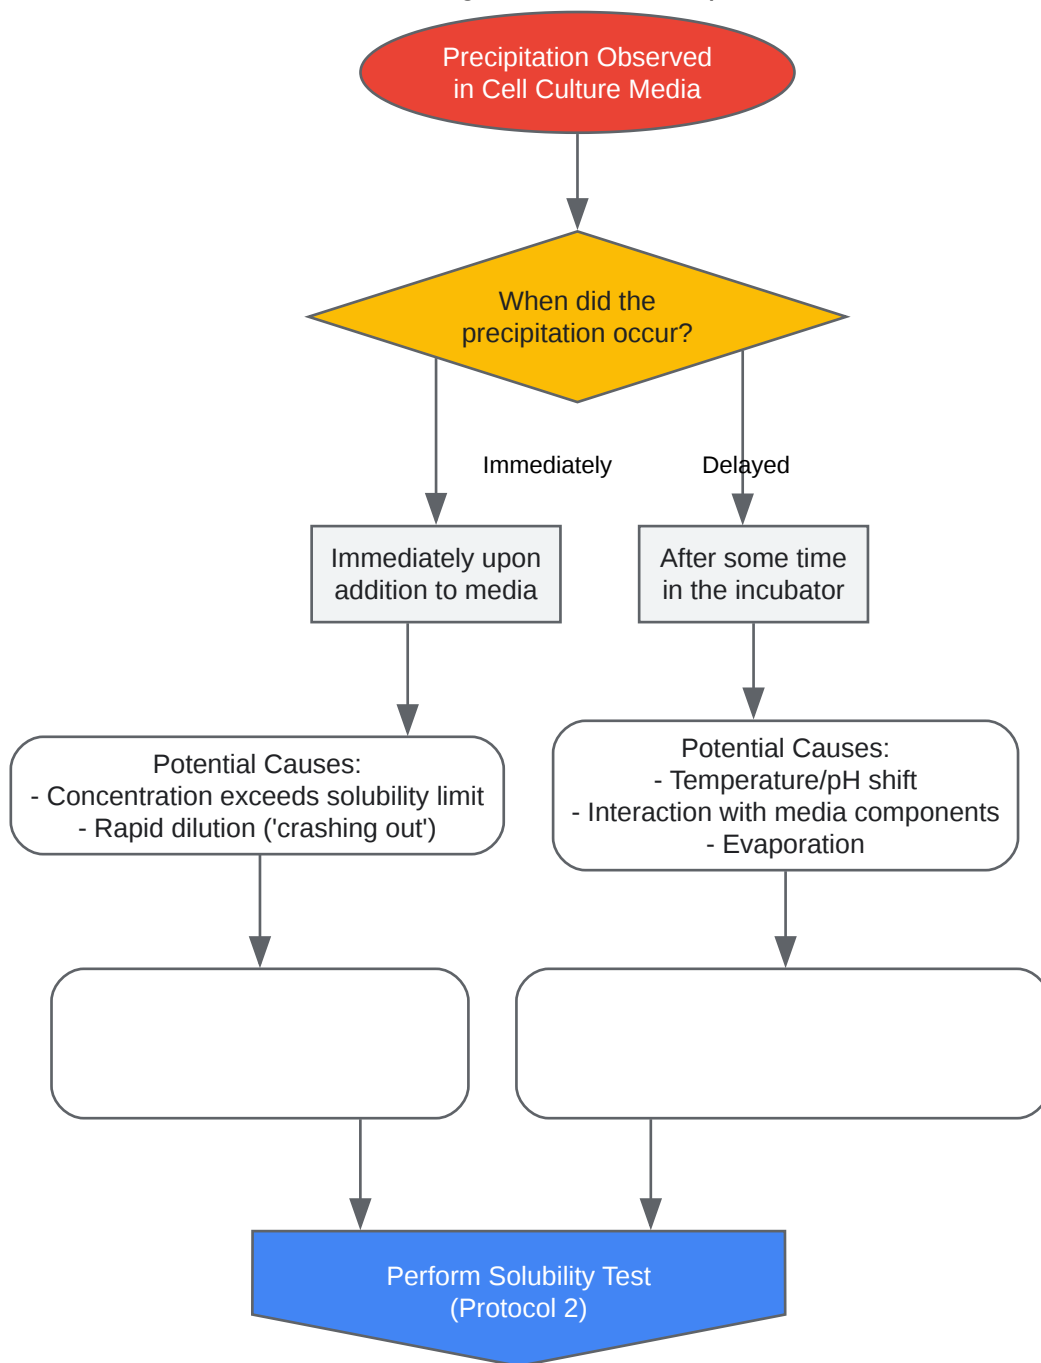 Precipitation Observed
in Cell Culture Media
When did the
precipitation occur?
Immediately
Delayed
Immediately upon
addition to media
After some time
in the incubator
Potential Causes:
- Concentration exceeds solubility limit
- Rapid dilution ('crashing out')
Potential Causes:
- Temperature/pH shift
- Interaction with media components
- Evaporation
Perform Solubility Test
(Protocol 2)